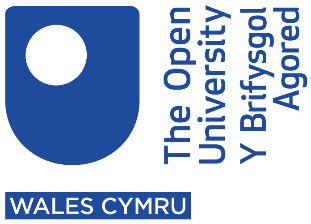 The Open
University
Y Brifysgol
Agored
WALES CYMRU